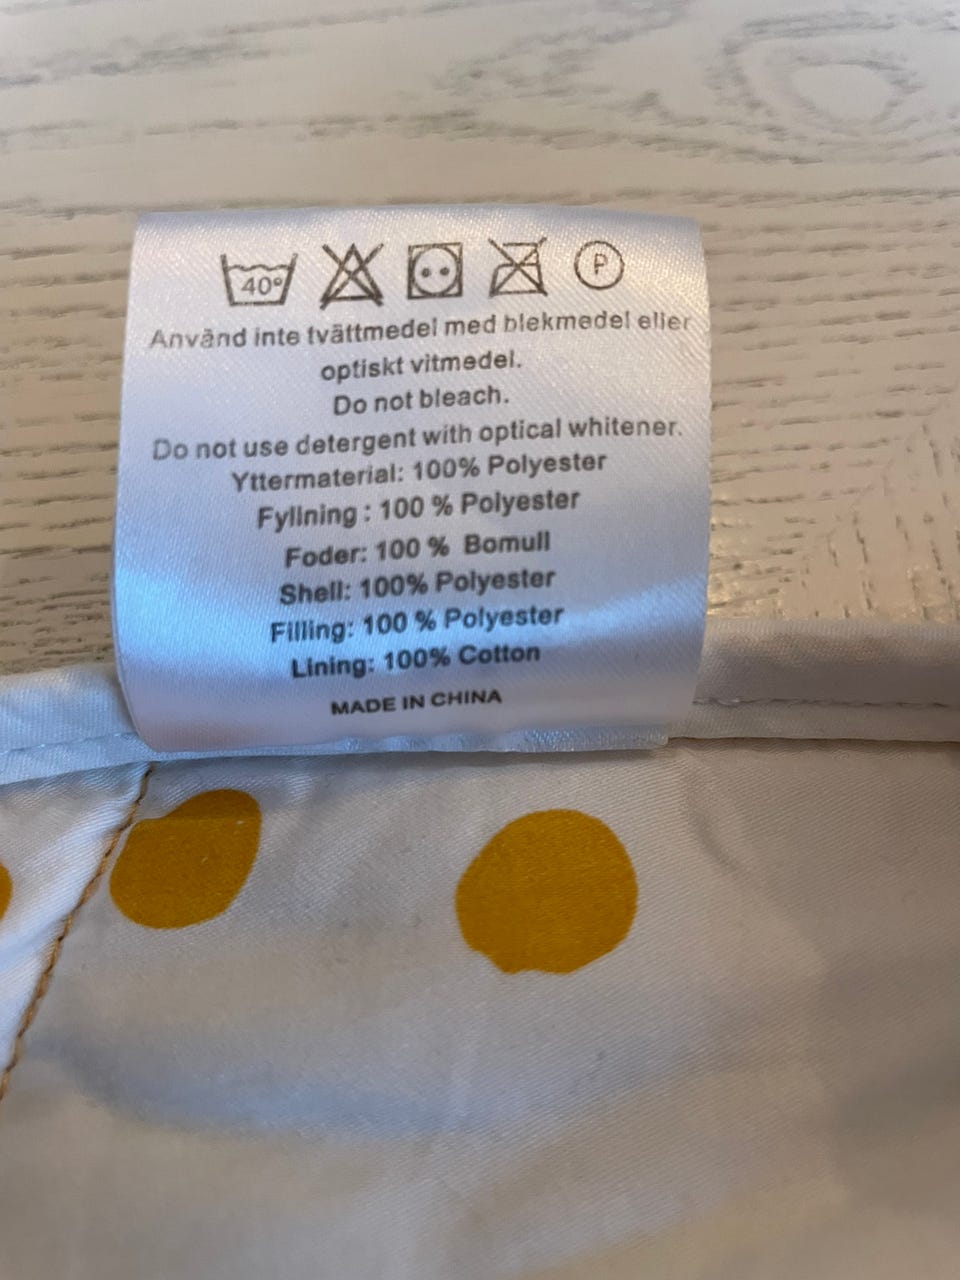 40°
P
Använd inte tvättmedel med blekmedel eller
optiskt vitmedel.
Do not bleach.
Do not use detergent with optical whitener.
Yttermaterial: 100% Polyester
Fyllning : 100 % Polyester
Foder: 100 % Bomull
Shell: 100% Polyester
Filling: 100 % Polyester
Lining: 100% Cotton
MADE IN CHINA